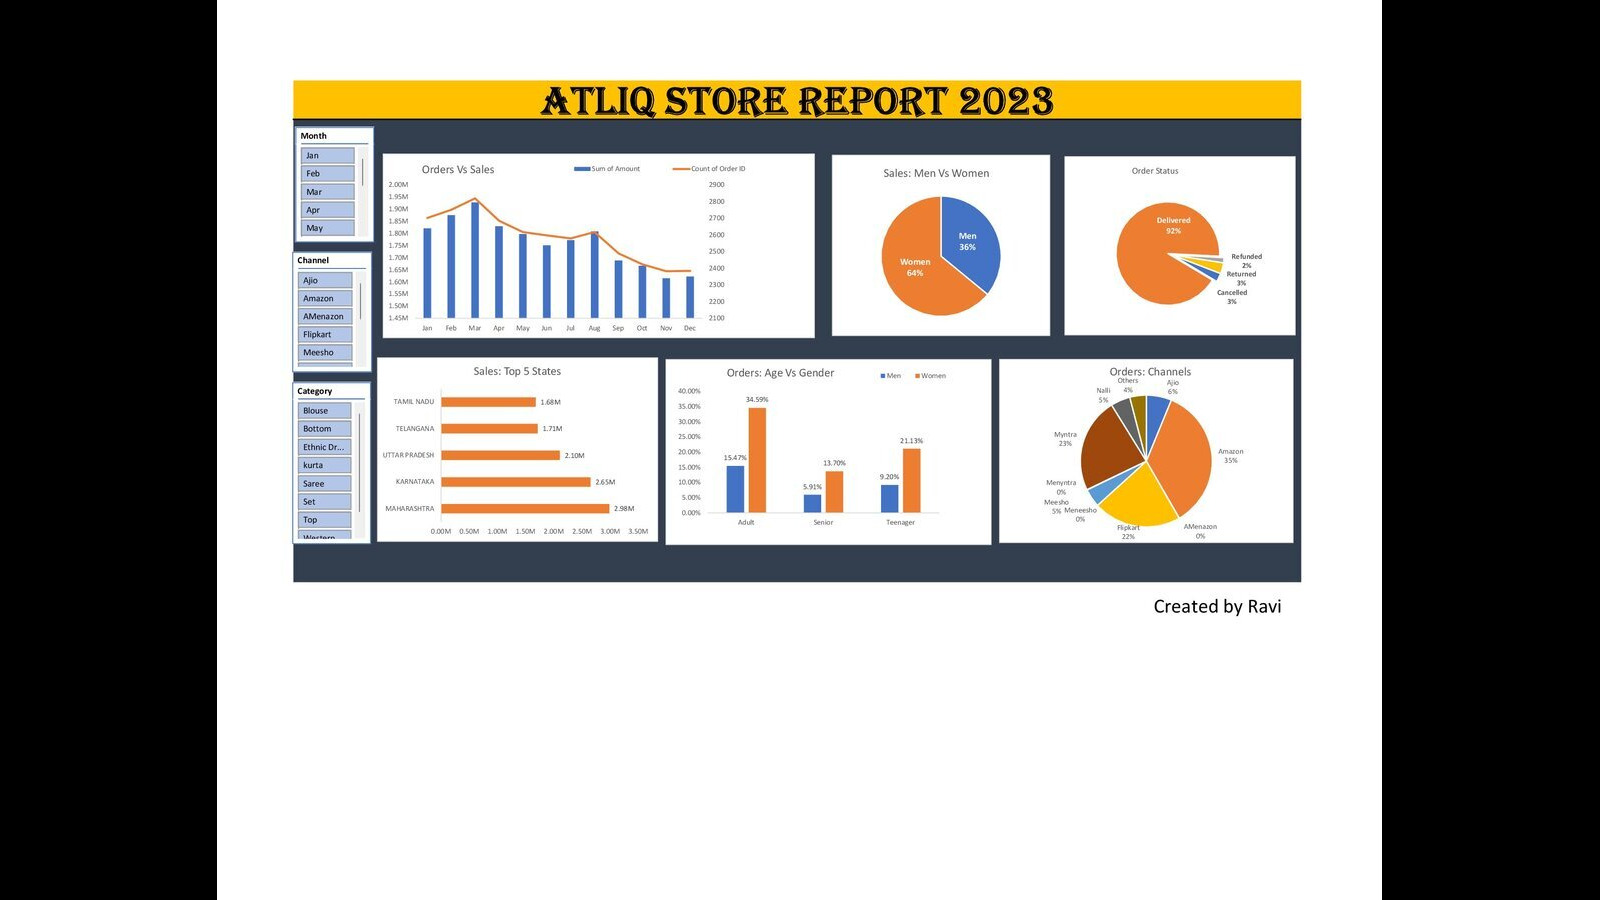 ATLIQ STORE REPORT 2023
Month
Jan
Feb
Mar
Apr
May
Channel
Ajio
Amazon
AMenazon
Flipkart
Meesho
Category
Blouse
Bottom
Ethnic Dr...
kurta
Saree
Set
Top
Western
Orders Vs Sales
Sum of Amount
Count of Order ID
2.00M
1.95M
1.90M
1.85M
1.80M
1.75M
1.70M
1.65M
1.60M
1.55M
1.50M
1.45M
2900
2800
2700
2600
2500
2400
2300
2200
2100
Jan Feb Mar Apr May Jun Jul Aug Sep Oct Nov Dec
Sales: Men Vs Women
Men
36%
Women
64%
Order Status
Delivered
92%
Refunded
2%
Returned
3%
Cancelled
3%
Sales: Top 5 States
TAMIL NADU 1.68M
TELANGANA 1.71M
UTTAR PRADESH 2.10M
KARNATAKA 2.65M
MAHARASHTRA 2.98M
0.00M 0.50M 1.00M 1.50M 2.00M 2.50M 3.00M 3.50M
Orders: Age Vs Gender
Men Women
40.00%
35.00%
30.00%
25.00%
20.00%
15.00%
10.00%
5.00%
0.00%
15.47% 34.59%
5.91% 13.70%
9.20% 21.13%
Adult Senior Teenager
Orders: Channels
Others
4%
Ajio
6%
Nalli
5%
Myntra
23%
Amazon
35%
Menyntra
0%
Meesho
5%
Meneesho
0%
Flipkart
22%
AMenazon
0%
Created by Ravi